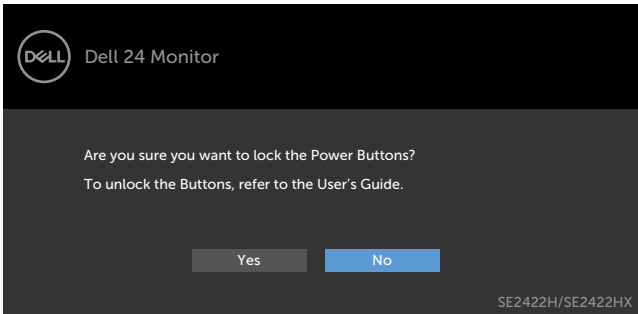 DELL
Dell 24 Monitor
Are you sure you want to lock the Power Buttons?
To unlock the Buttons, refer to the User's Guide.
Yes
No
SE2422H/SE2422HX